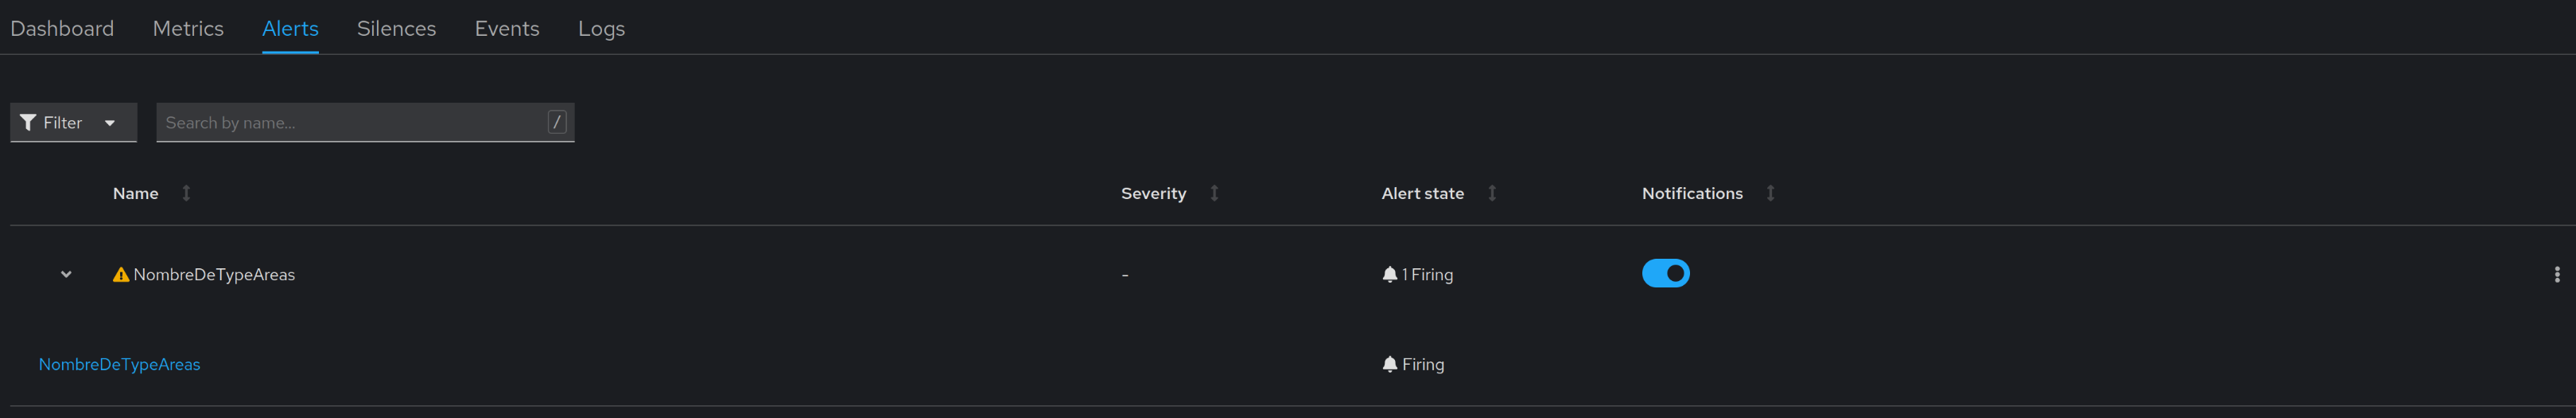 Dashboard Metrics Alerts Silences Events Logs
Filter Search by name... /
Name Severity Alert state Notifications
NombreDeTypeAreas - 1 Firing
NombreDeTypeAreas Firing